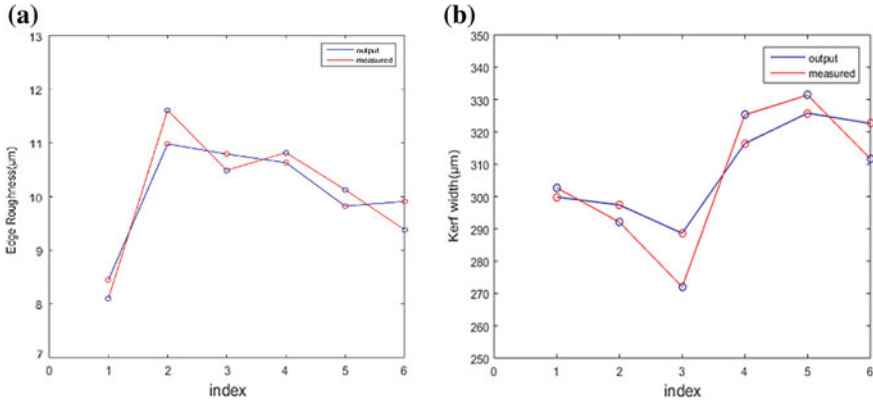 (a)
13
12
11
10
9
8
7
Edge Roughness(µm)
output
measured
0 1 2 3 4 5 6
index
(b)
350
340
330
320
310
300
290
280
270
260
250
Kerf width(µm)
output
measured
0 1 2 3 4 5 6
index